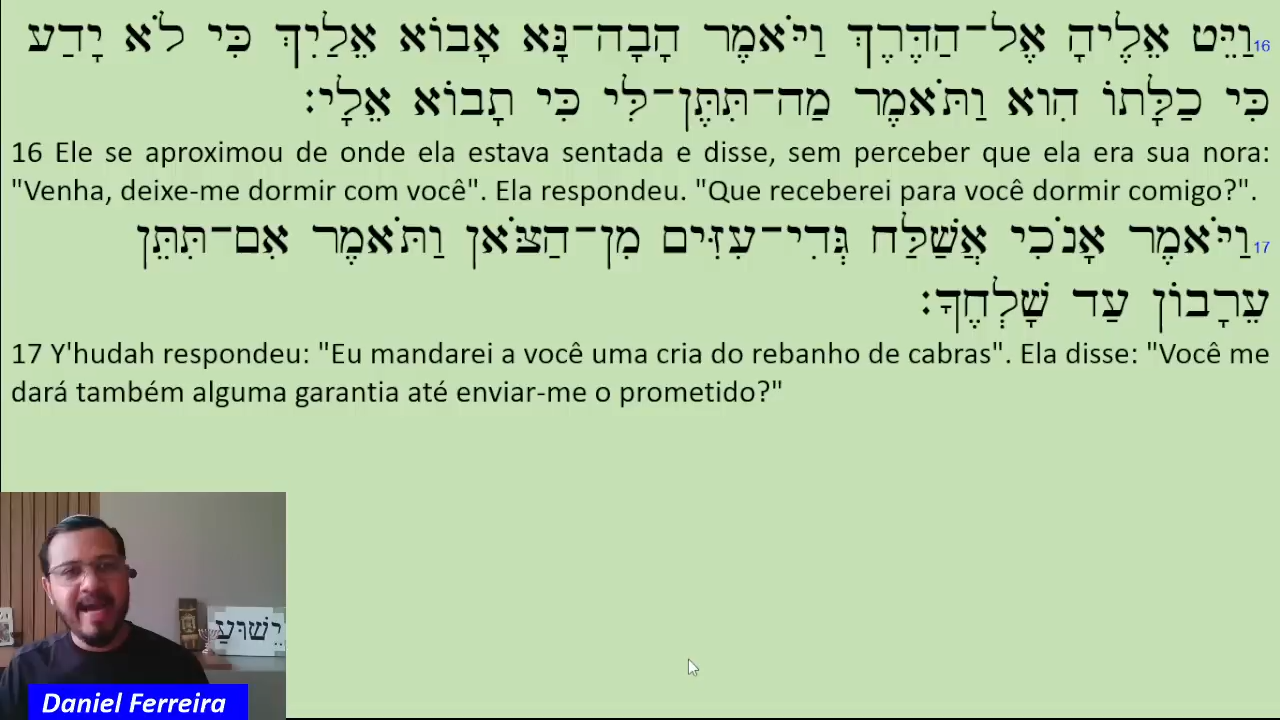 16וַיֵּט אֵלֶיהָ אֶל־הַדֶּרֶךְ וַיֹּאמֶר הָבָה־נָּא אָבוֹא אֵלַיִךְ כִּי לֹא יָדַע
כִּי כַלָּתוֹ הִוא וַתֹּאמֶר מַה־תִּתֶּן־לִּי כִּי תָבוֹא אֵלָי׃
16 Ele se aproximou de onde ela estava sentada e disse, sem perceber que ela era sua nora:
"Venha, deixe-me dormir com você". Ela respondeu. "Que receberei para você dormir comigo?".
17וַיֹּאמֶר אָנֹכִי אֲשַׁלַּח גְּדִי־עִזִּים מִן־הַצֹּאן וַתֹּאמֶר אִם־תִּתֵּן
עֵרָבוֹן עַד שָׁלְחֶךָ׃
17 Y'hudah respondeu: "Eu mandarei a você uma cria do rebanho de cabras". Ela disse: "Você me
dará também alguma garantia até enviar-me o prometido?"
יֵשׁוּעַ
Daniel Ferreira